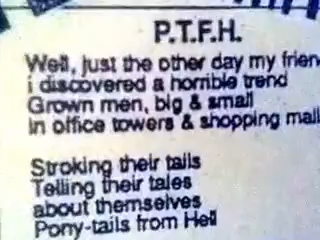 P.T.F.H.
Well, just the other day my frien
i discovered a horrible trend
Grown men, big & small
in office towers & shopping mall
Stroking their tails
Telling their tales
about themselves
Pony-tails from Hell